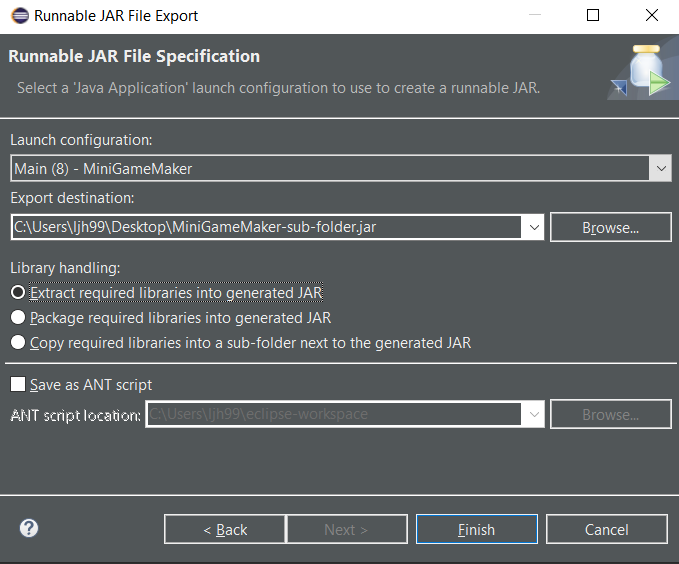 Runnable JAR File Export
Runnable JAR File Specification
Select a 'Java Application' launch configuration to use to create a runnable JAR.
Launch configuration:
Main (8) - MiniGameMaker
Export destination:
C:\Users\ljh99\Desktop\MiniGameMaker-sub-folder.jar
Browse...
Library handling:
Extract required libraries into generated JAR
Package required libraries into generated JAR
Copy required libraries into a sub-folder next to the generated JAR
Save as ANT script
ANT script location: C:\Users\ljh99\eclipse-workspace Browse...
? < Back Next > Finish Cancel